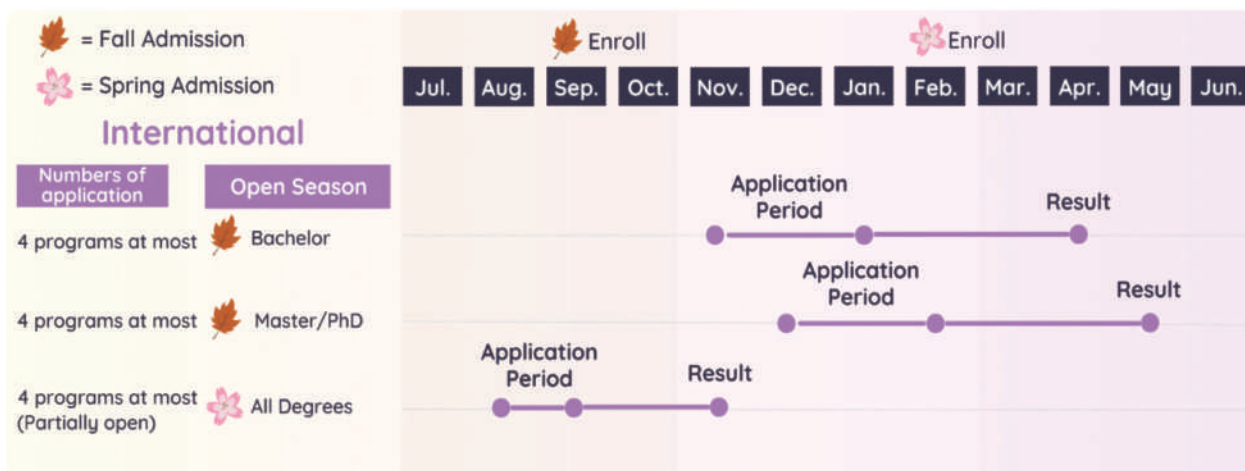 = Fall Admission
= Spring Admission
Enroll
Enroll
Jul. Aug. Sep. Oct. Nov. Dec. Jan. Feb. Mar. Apr. May Jun.
International
Numbers of
application
Open Season
4 programs at most
Bachelor
Application
Period
Result
4 programs at most
Master/PhD
Application
Period
Result
4 programs at most
(Partially open)
All Degrees
Application
Period
Result